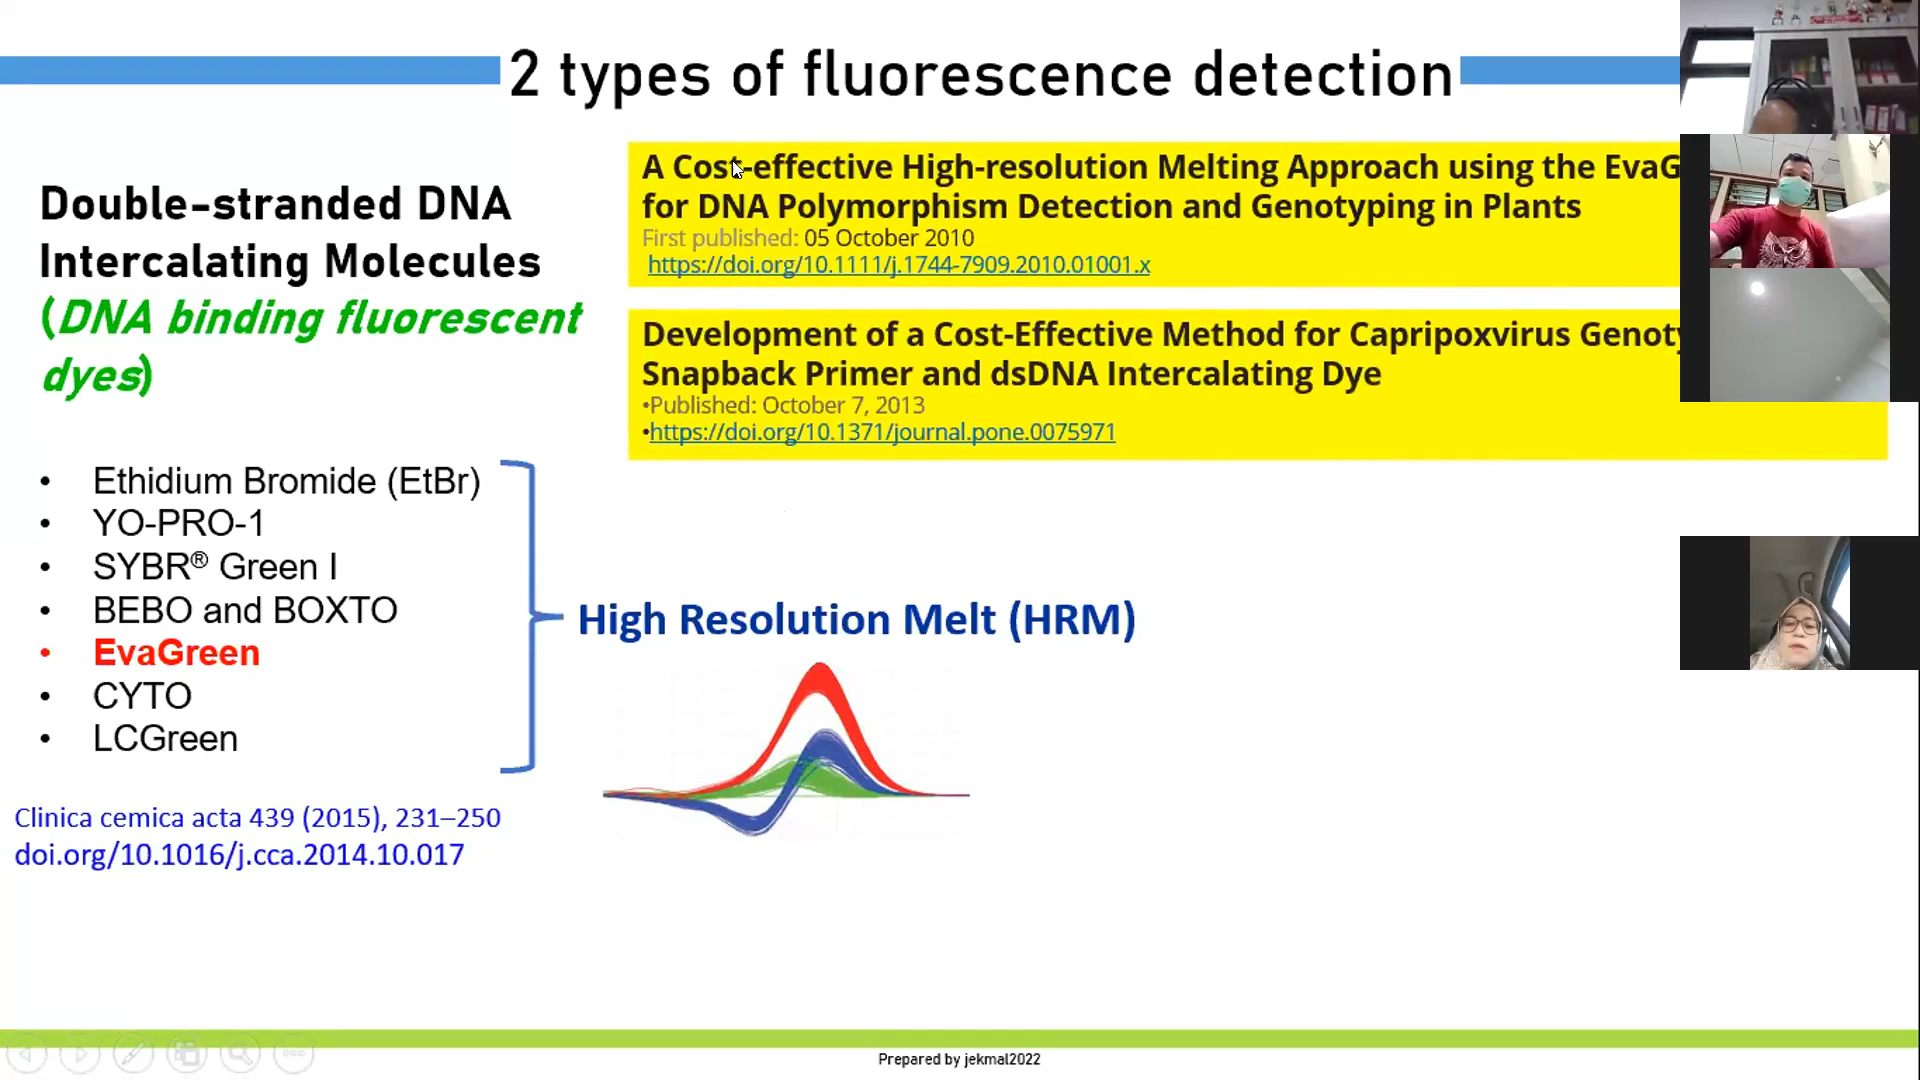 2 types of fluorescence detection
Double-stranded DNA
Intercalating Molecules
(DNA binding fluorescent
dyes)
A Cost-effective High-resolution Melting Approach using the EvaG
for DNA Polymorphism Detection and Genotyping in Plants
First published: 05 October 2010
https://doi.org/10.1111/j.1744-7909.2010.01001.x
Development of a Cost-Effective Method for Capripoxvirus Genoty
Snapback Primer and dsDNA Intercalating Dye
•Published: October 7, 2013
•https://doi.org/10.1371/journal.pone.0075971
• Ethidium Bromide (EtBr)
• YO-PRO-1
• SYBR® Green I
• BEBO and BOXTO
• EvaGreen
• CYTO
• LCGreen
High Resolution Melt (HRM)
Clinica cemica acta 439 (2015), 231–250
doi.org/10.1016/j.cca.2014.10.017
Prepared by jekmal2022